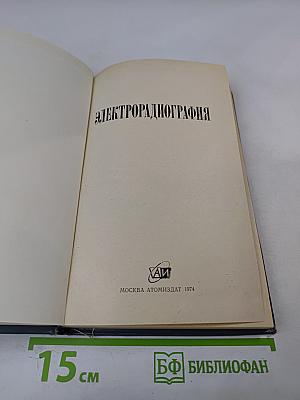 ЭЛЕКТРОРАДИОГРАФИЯ
АИ
МОСКВА АТОМИЗДАТ 1974
15 см
БФ БИБЛИОФАН